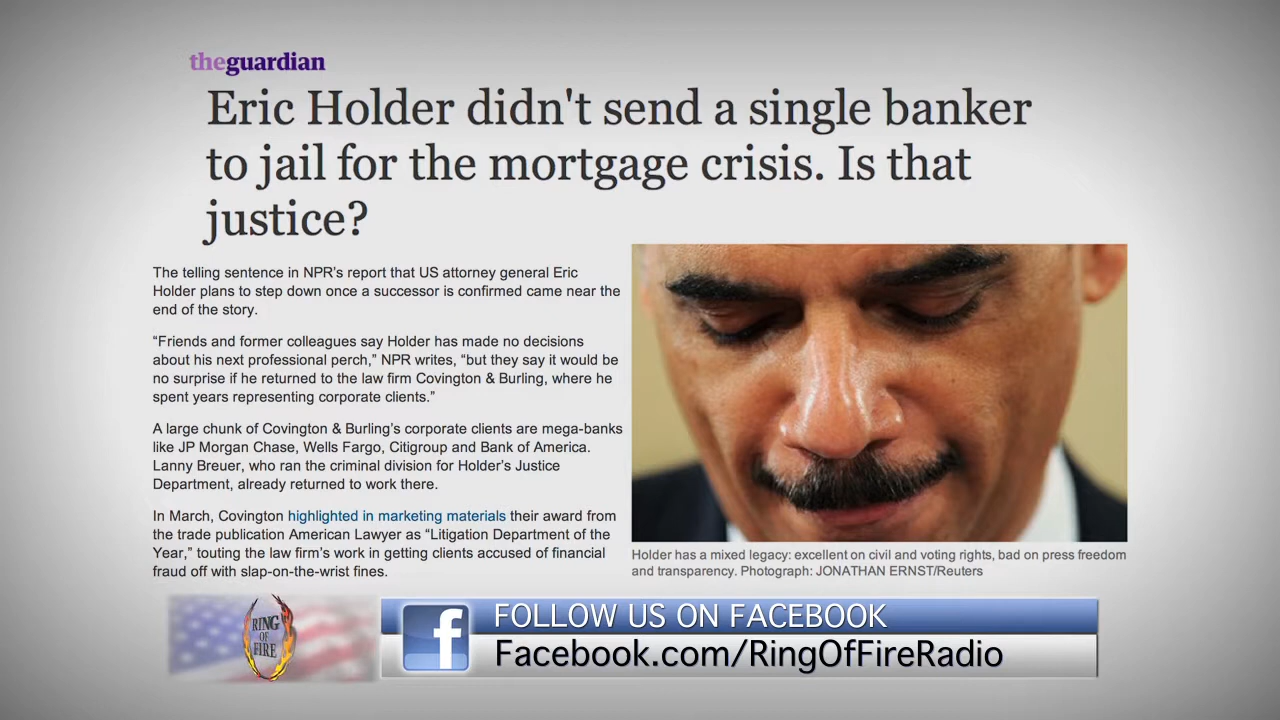 theguardian
Eric Holder didn't send a single banker
to jail for the mortgage crisis. Is that
justice?
The telling sentence in NPR's report that US attorney general Eric
Holder plans to step down once a successor is confirmed came near the
end of the story.
“Friends and former colleagues say Holder has made no decisions
about his next professional perch,” NPR writes, “but they say it would be
no surprise if he returned to the law firm Covington & Burling, where he
spent years representing corporate clients.”
A large chunk of Covington & Burling's corporate clients are mega-banks
like JP Morgan Chase, Wells Fargo, Citigroup and Bank of America.
Lanny Breuer, who ran the criminal division for Holder's Justice
Department, already returned to work there.
In March, Covington highlighted in marketing materials their award from
the trade publication American Lawyer as “Litigation Department of the
Year,” touting the law firm's work in getting clients accused of financial
fraud off with slap-on-the-wrist fines.
Holder has a mixed legacy: excellent on civil and voting rights, bad on press freedom
and transparency. Photograph: JONATHAN ERNST/Reuters
RING
OF
FIRE
f
FOLLOW US ON FACEBOOK
Facebook.com/RingOfFireRadio